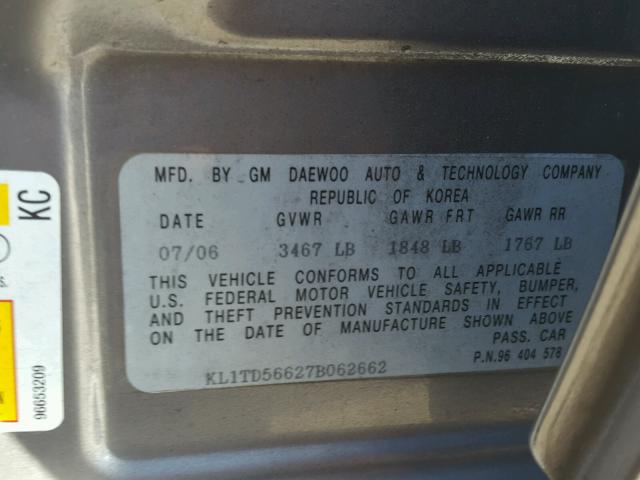 MFD. BY GM DAEWOO AUTO & TECHNOLOGY COMPANY
REPUBLIC OF KOREA
DATE GVWR GAWR FRT GAWR RR
07/06 3467 LB 1848 LB 1767 LB
THIS VEHICLE CONFORMS TO ALL APPLICABLE
U.S. FEDERAL MOTOR VEHICLE SAFETY, BUMPER,
AND THEFT PREVENTION STANDARDS IN EFFECT
ON THE DATE OF MANUFACTURE SHOWN ABOVE
PASS. CAR
P.N.96 404 578
KL1TD56627B062662
KC
S.
N
96653209